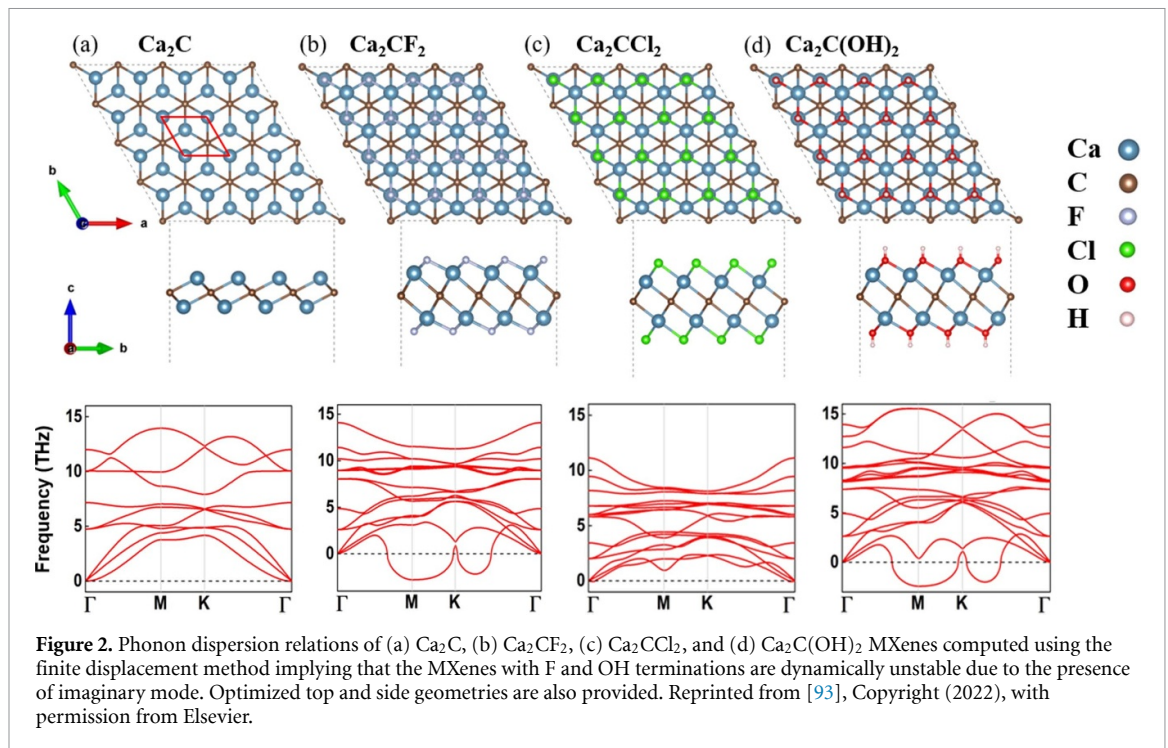 (a) Ca₂C (b) Ca₂CF₂ (c) Ca₂CCl₂ (d) Ca₂C(OH)₂
b
a
c
a b
Ca
C
F
Cl
O
H
Frequency (THz)
15
10
5
0
Γ M K Γ
15
10
5
0
Γ M K Γ
15
10
5
0
Γ M K Γ
15
10
5
0
Γ M K Γ
Figure 2. Phonon dispersion relations of (a) Ca₂C, (b) Ca₂CF₂, (c) Ca₂CCl₂, and (d) Ca₂C(OH)₂ MXenes computed using the
finite displacement method implying that the MXenes with F and OH terminations are dynamically unstable due to the presence
of imaginary mode. Optimized top and side geometries are also provided. Reprinted from [93], Copyright (2022), with
permission from Elsevier.